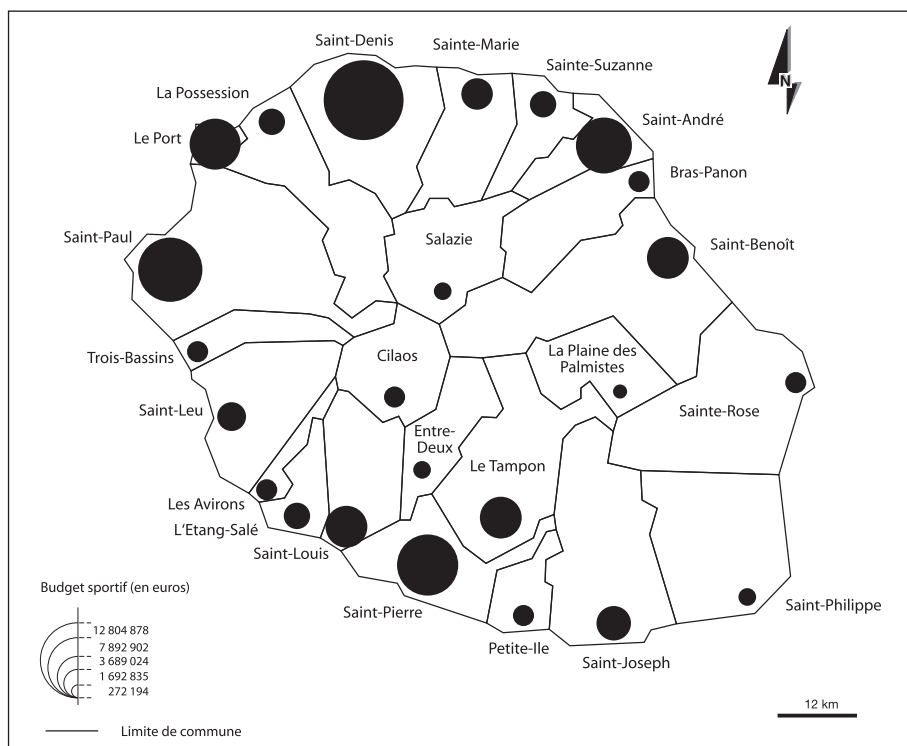 Saint-Denis
Sainte-Marie
Sainte-Suzanne
La Possession
N
Saint-André
Le Port
Bras-Panon
Saint-Paul
Salazie
Saint-Benoît
Trois-Bassins
Cilaos
La Plaine des
Palmistes
Saint-Leu
Sainte-Rose
Entre-
Deux
Le Tampon
Les Avirons
L'Etang-Salé
Saint-Louis
Budget sportif (en euros)
Saint-Pierre
Saint-Philippe
12 804 878
7 892 902
3 689 024
1 692 835
272 194
Petite-Ile
Saint-Joseph
12 km
Limite de commune